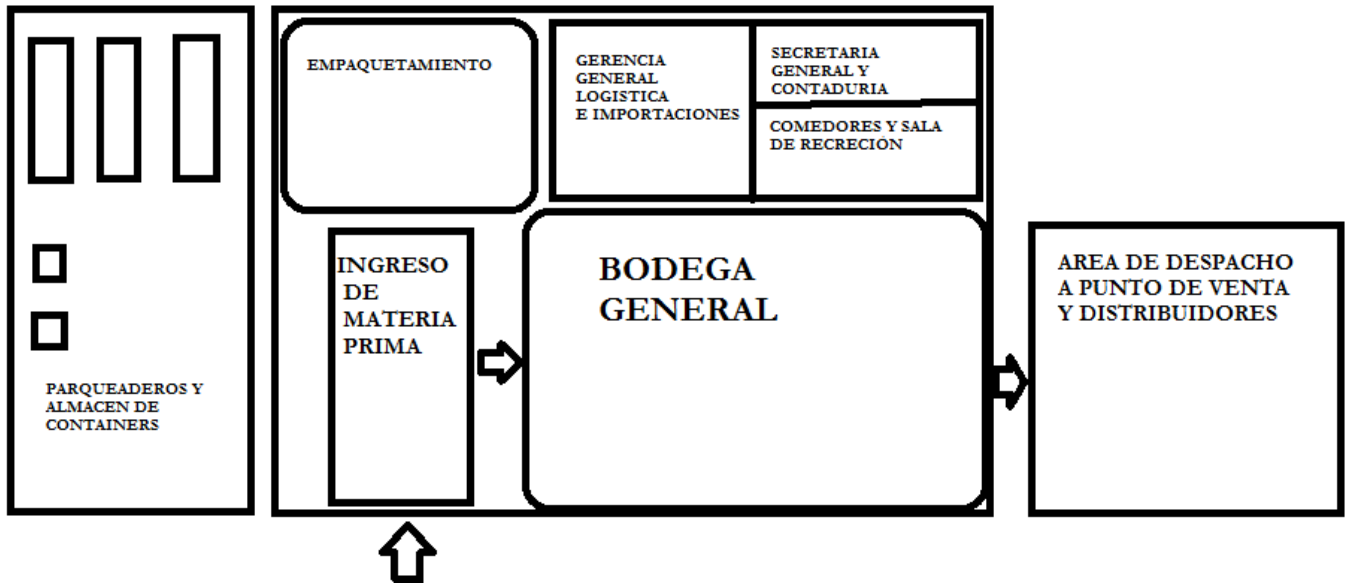 EMPAQUETAMIENTO
GERENCIA
GENERAL
LOGISTICA
E IMPORTACIONES
SECRETARIA
GENERAL Y
CONTADURIA
COMEDORES Y SALA
DE RECRECIÓN
INGRESO
DE
MATERIA
PRIMA
BODEGA
GENERAL
AREA DE DESPACHO
A PUNTO DE VENTA
Y DISTRIBUIDORES
PARQUEADEROS Y
ALMACEN DE
CONTAINERS